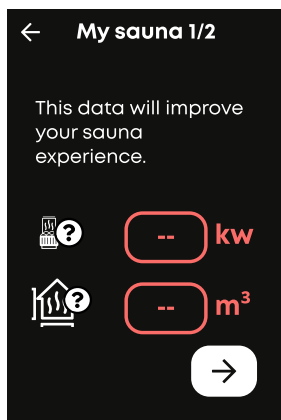 My sauna 1/2
This data will improve
your sauna
experience.
? -- kw
? -- m³